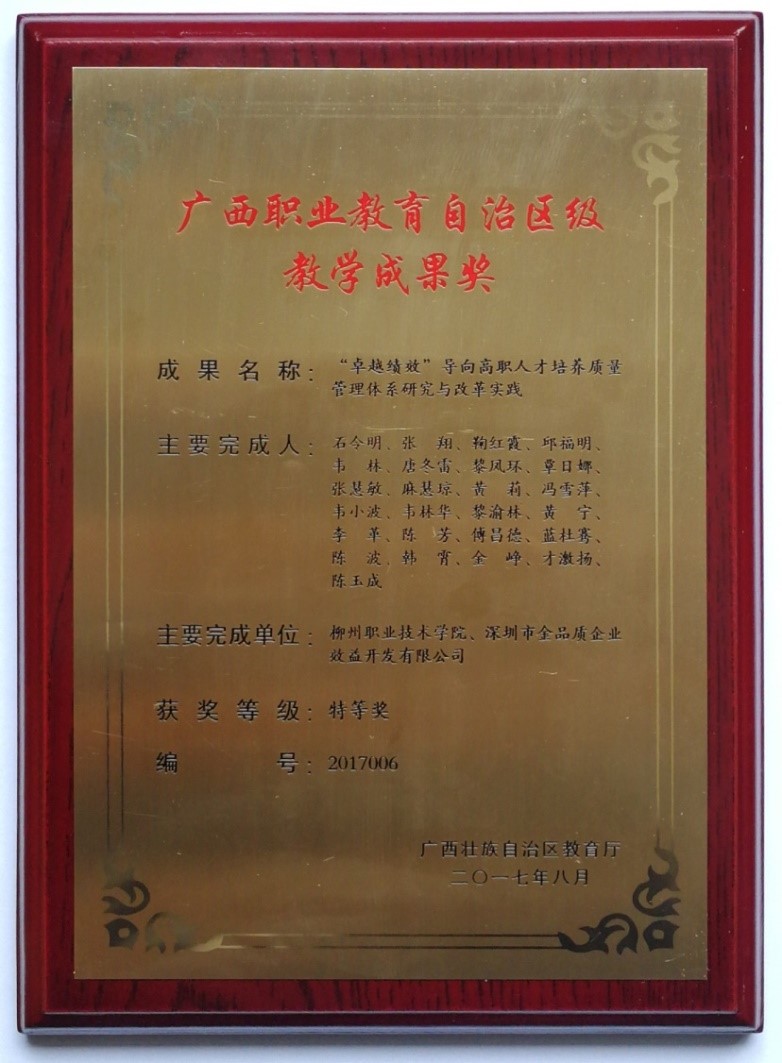 广西职业教育自治区级
教学成果奖
成果名称：“卓越绩效”导向高职人才培养质量
管理体系研究与改革实践
主要完成人：石今明、张　翔、鞠红霞、邱福明、
韦　林、唐冬雷、黎凤环、覃日娜、
张慧敏、麻慧琼、黄　莉、冯雪萍、
韦小波、韦林华、黎渝林、黄　宁、
李　革、陈　芳、傅昌德、蓝杜骞、
陈　波、韩　霄、金　峥、才激扬、
陈玉成
主要完成单位：柳州职业技术学院、深圳市金品质企业
效益开发有限公司
获奖等级：特等奖
编　号：2017006
广西壮族自治区教育厅
二〇一七年八月